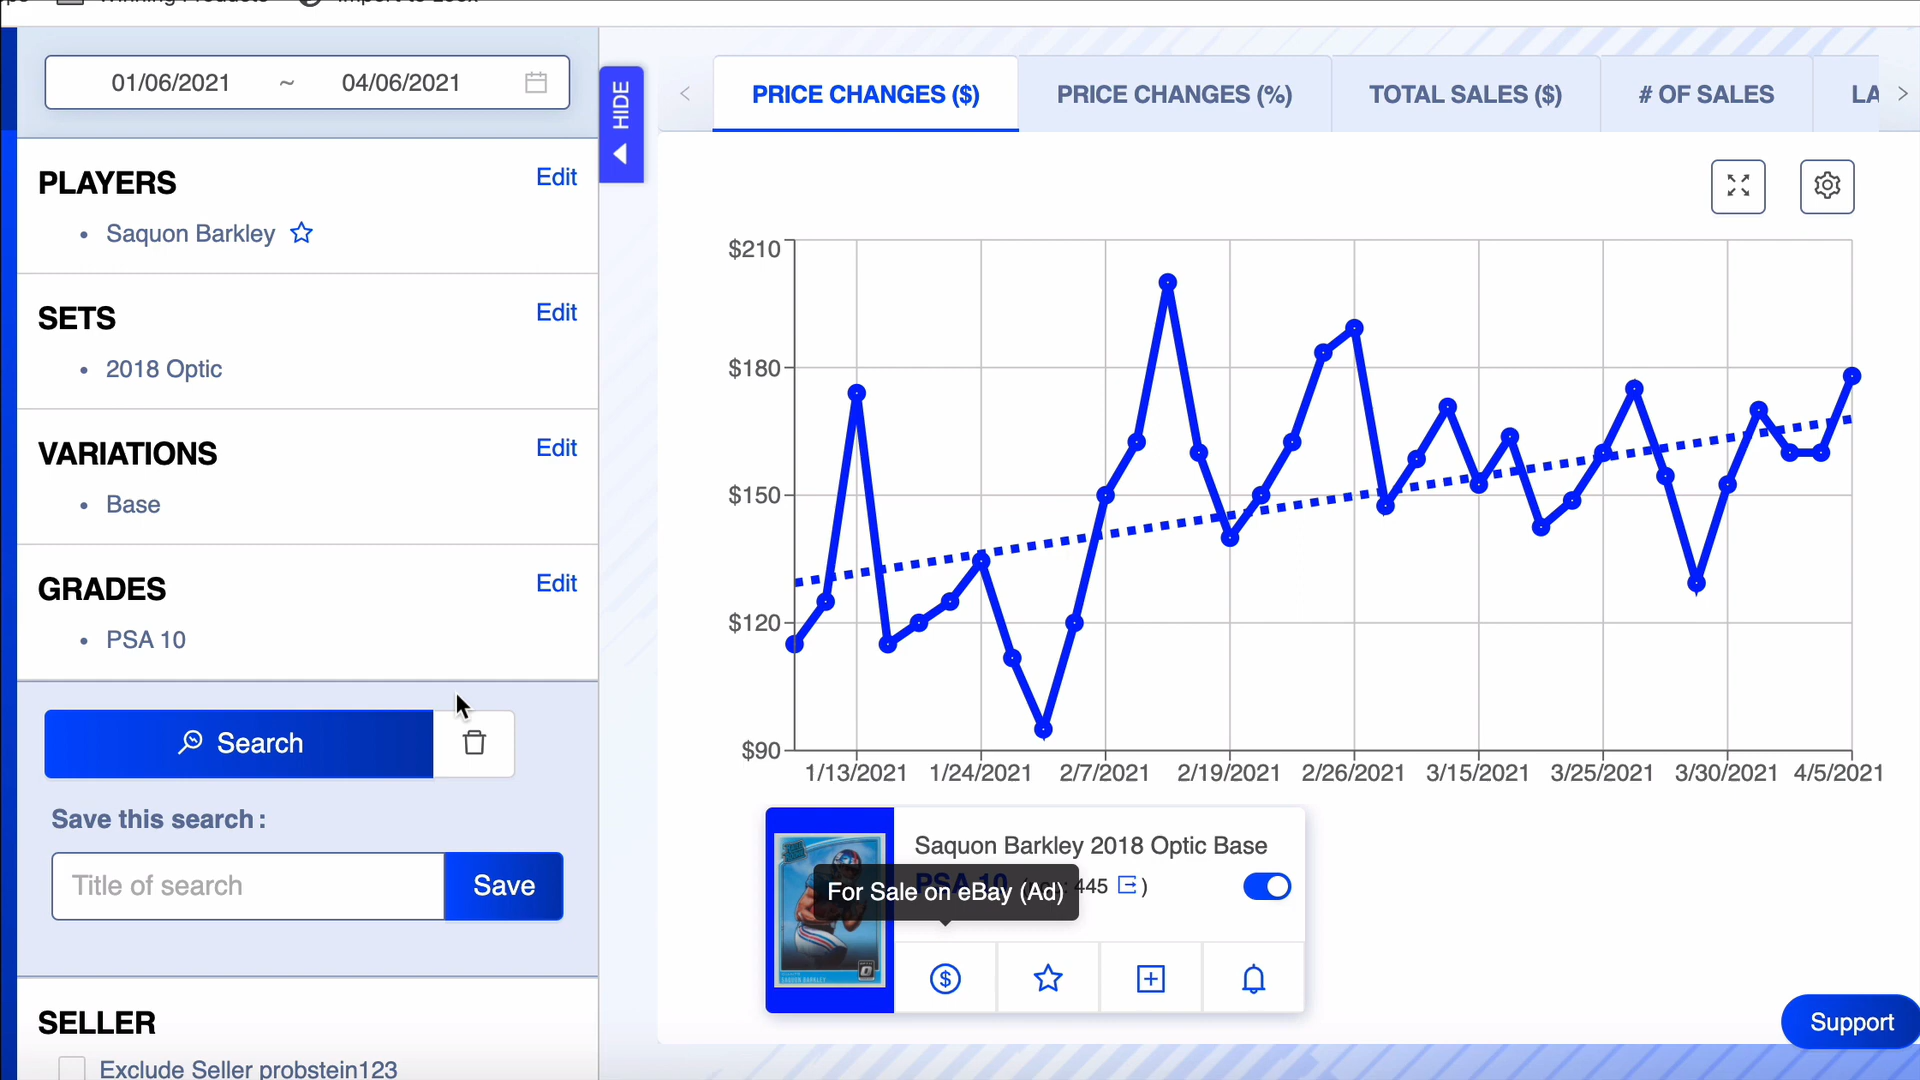 01/06/2021 ~ 04/06/2021
PLAYERS Edit
• Saquon Barkley
SETS Edit
• 2018 Optic
VARIATIONS Edit
• Base
GRADES Edit
• PSA 10
Search
Save this search :
Title of search Save
SELLER
Exclude Seller probstein123
HIDE
PRICE CHANGES ($) PRICE CHANGES (%) TOTAL SALES ($) # OF SALES LA
$210
$180
$150
$120
$90
1/13/2021 1/24/2021 2/7/2021 2/19/2021 2/26/2021 3/15/2021 3/25/2021 3/30/2021 4/5/2021
Saquon Barkley 2018 Optic Base
PSA 10 : 445 )
For Sale on eBay (Ad)
Support